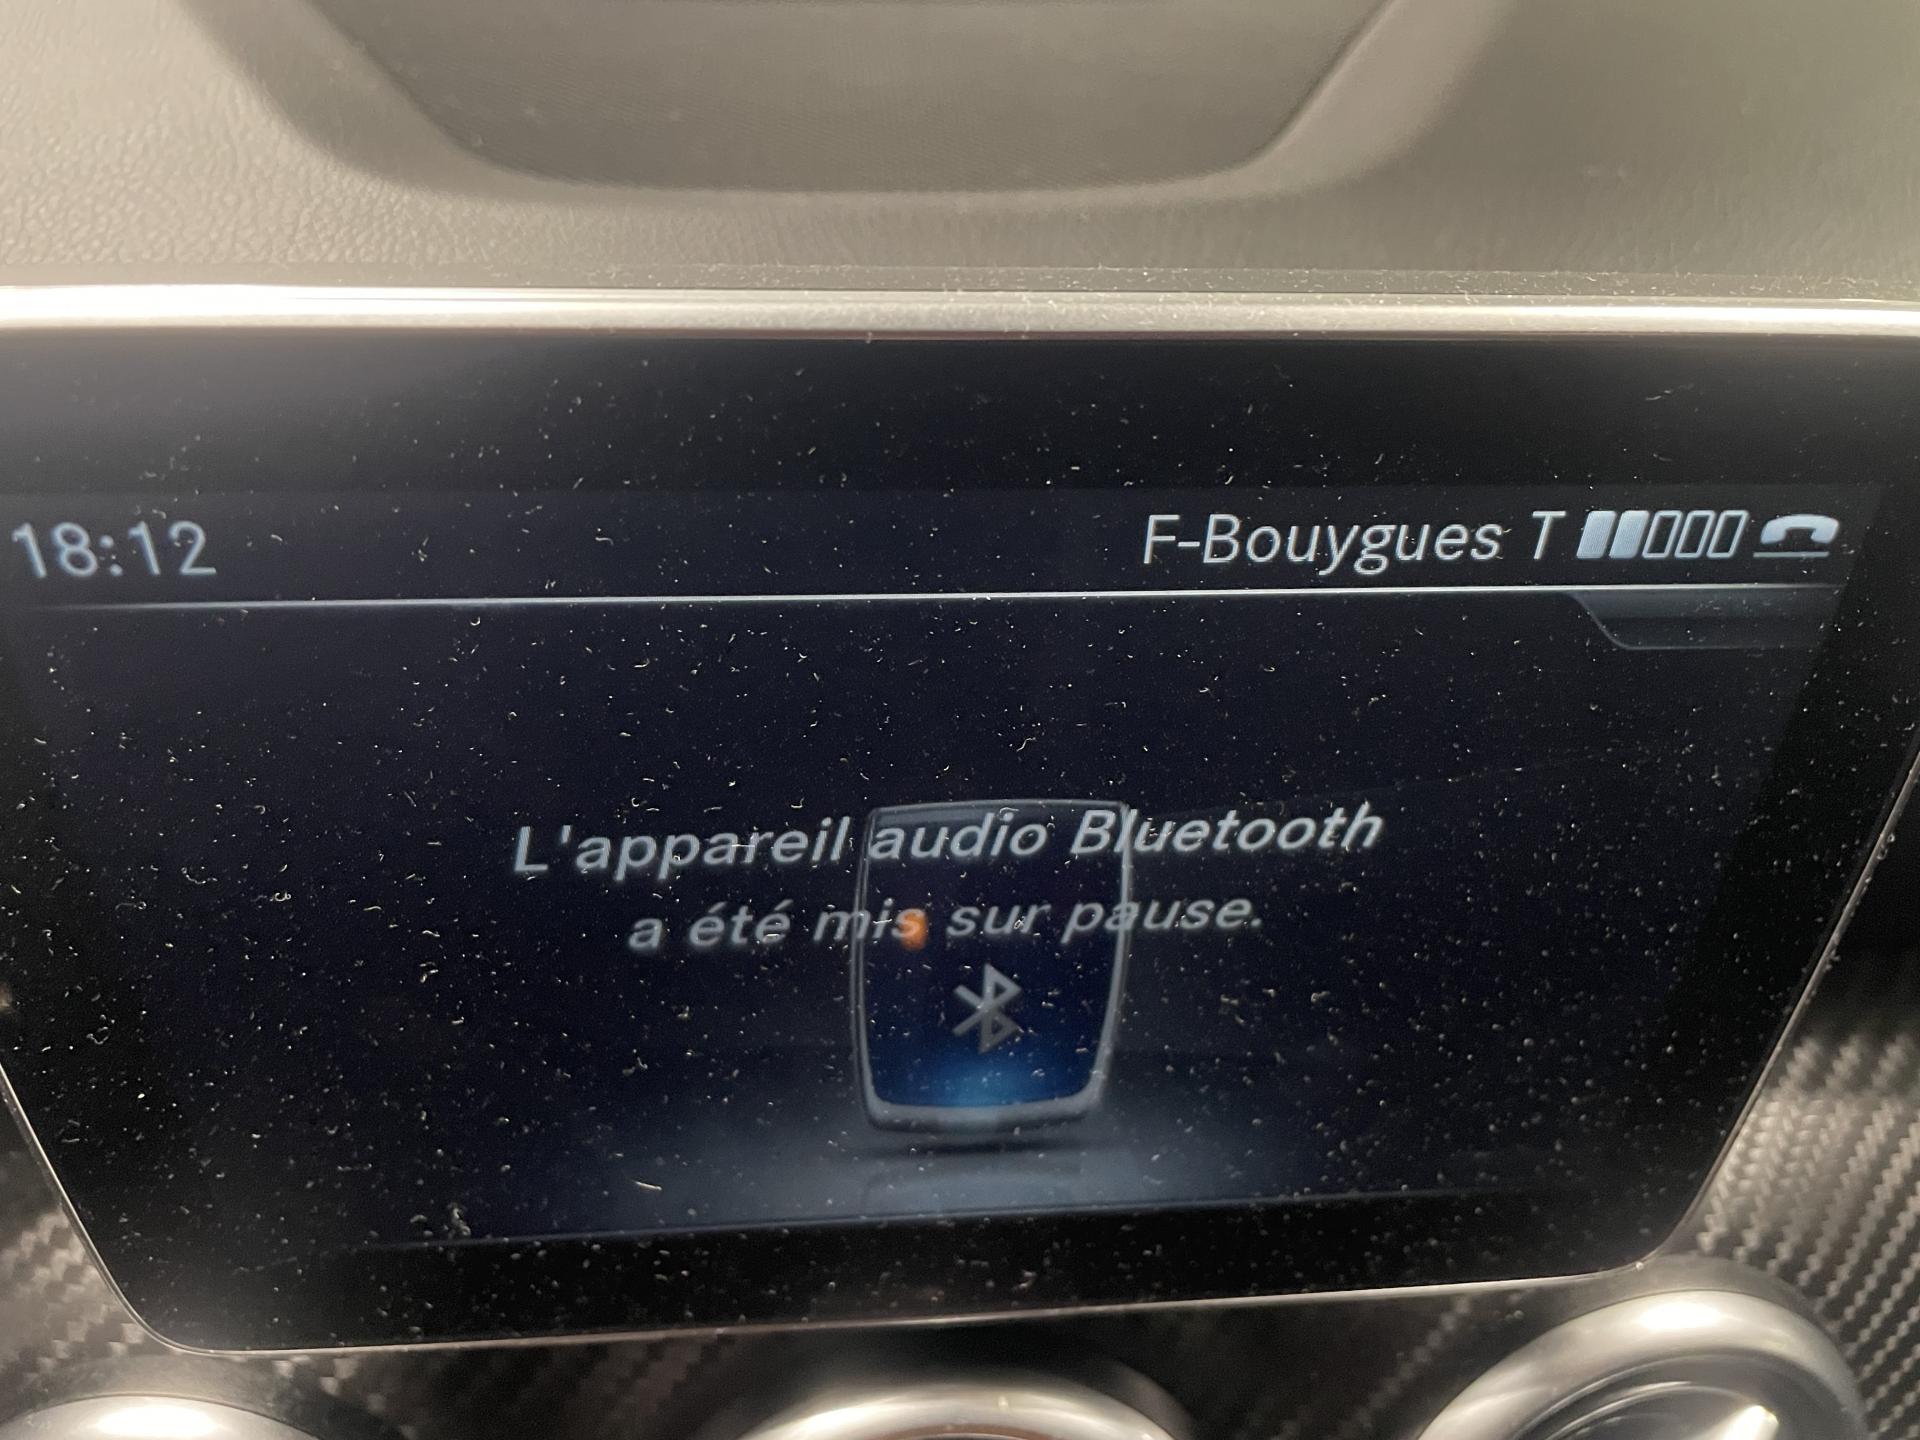 18:12
F-Bouygues T
L'appareil audio Bluetooth
a été mis sur pause.